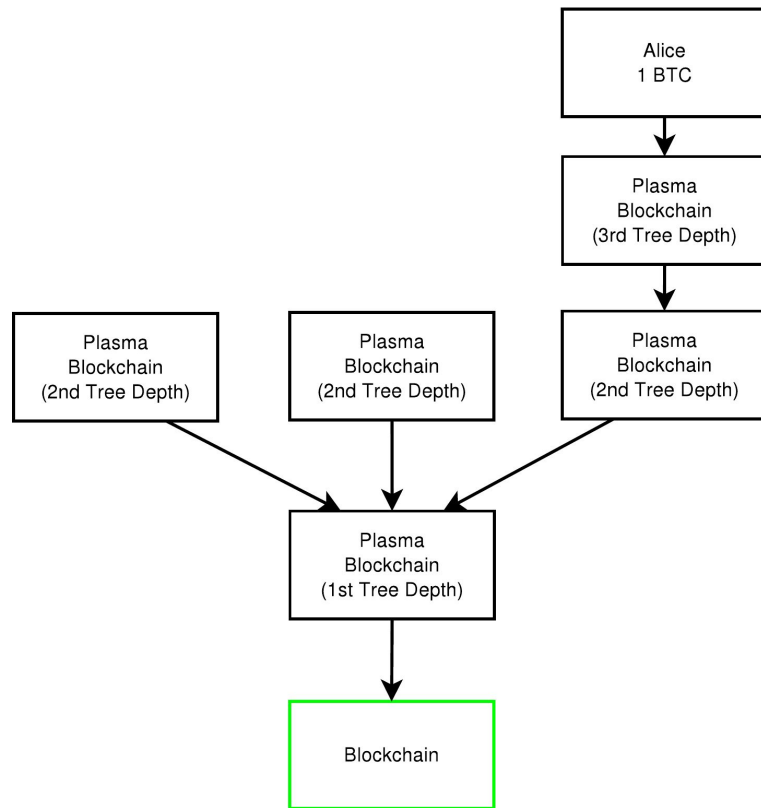 Alice
1 BTC
Plasma
Blockchain
(3rd Tree Depth)
Plasma
Blockchain
(2nd Tree Depth)
Plasma
Blockchain
(2nd Tree Depth)
Plasma
Blockchain
(2nd Tree Depth)
Plasma
Blockchain
(1st Tree Depth)
Blockchain